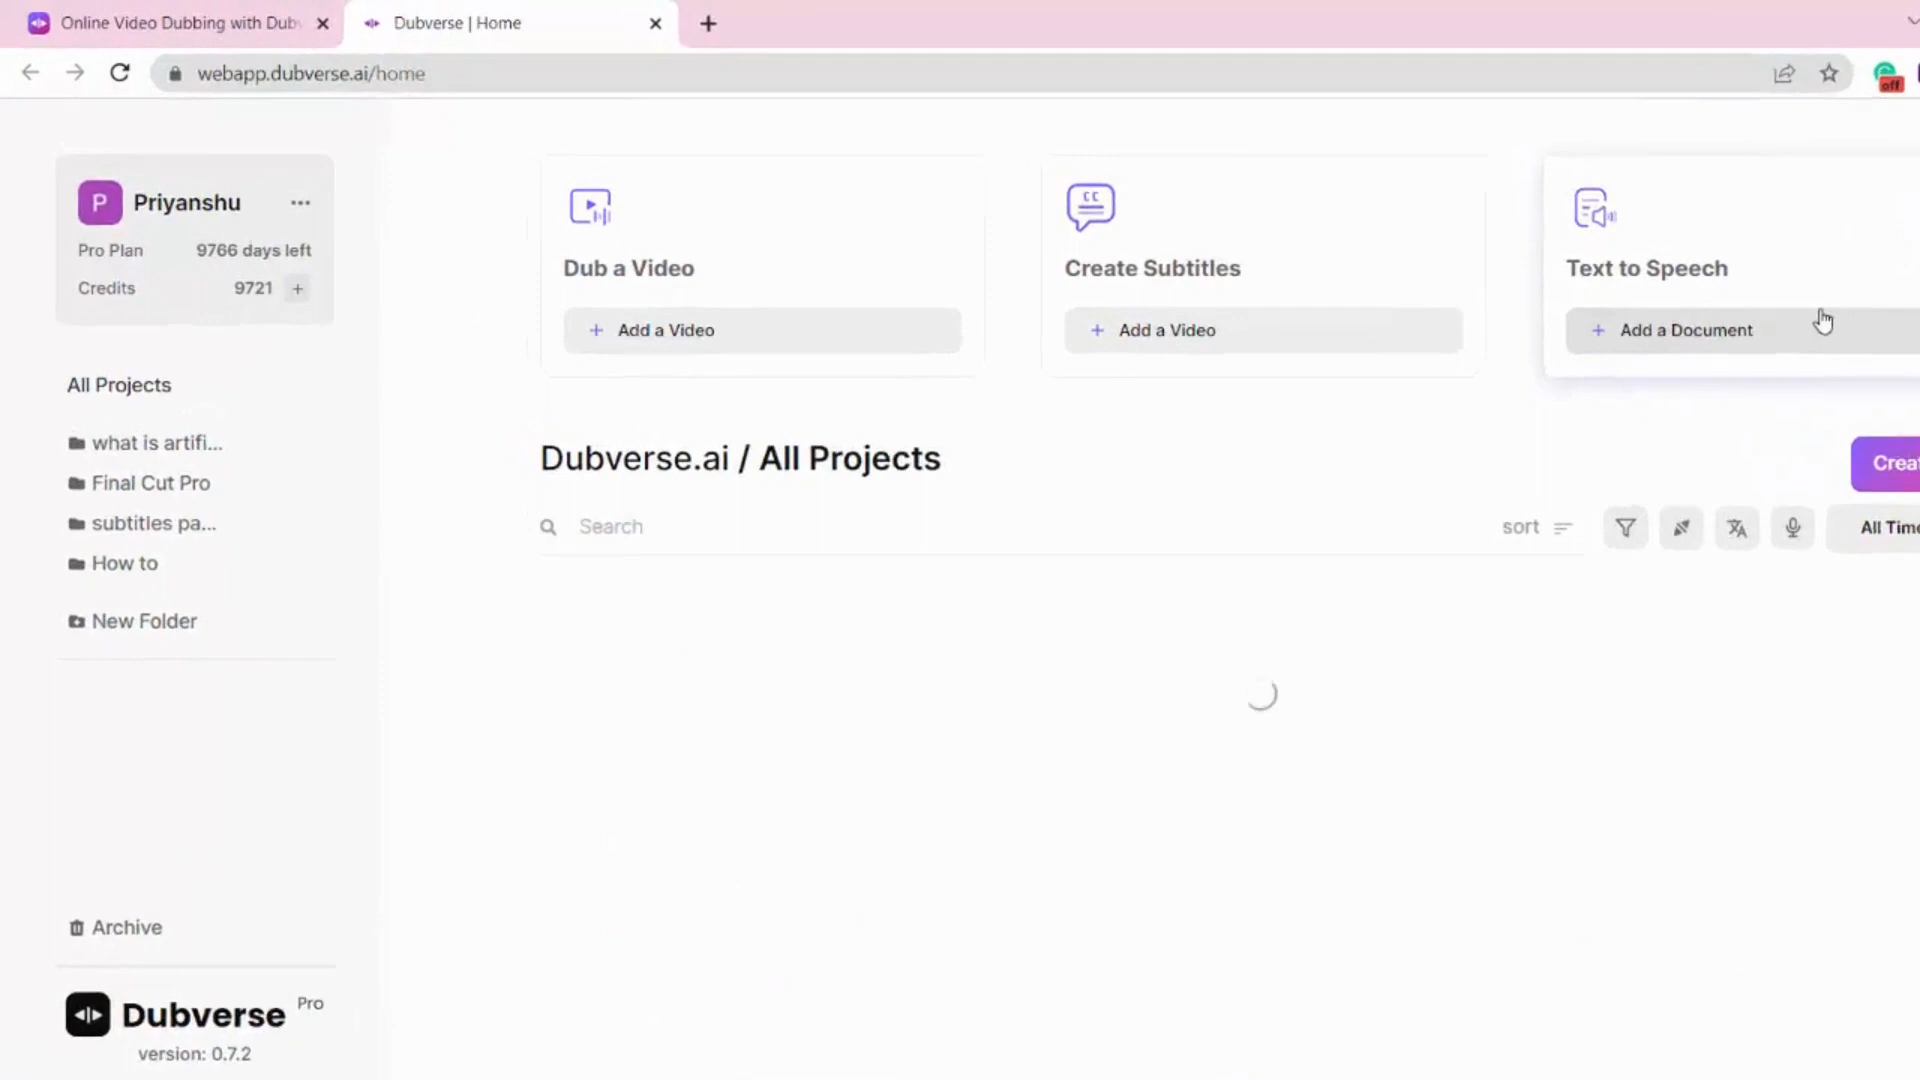 Online Video Dubbing with Dub
Dubverse | Home
webapp.dubverse.ai/home
off
P Priyanshu ...
Pro Plan 9766 days left
Credits 9721 +
All Projects
what is artifi...
Final Cut Pro
subtitles pa...
How to
New Folder
Archive
Dubverse Pro
version: 0.7.2
Dub a Video
+ Add a Video
CC
Create Subtitles
+ Add a Video
Text to Speech
+ Add a Document
Dubverse.ai / All Projects
Crea
Search
sort
All Time